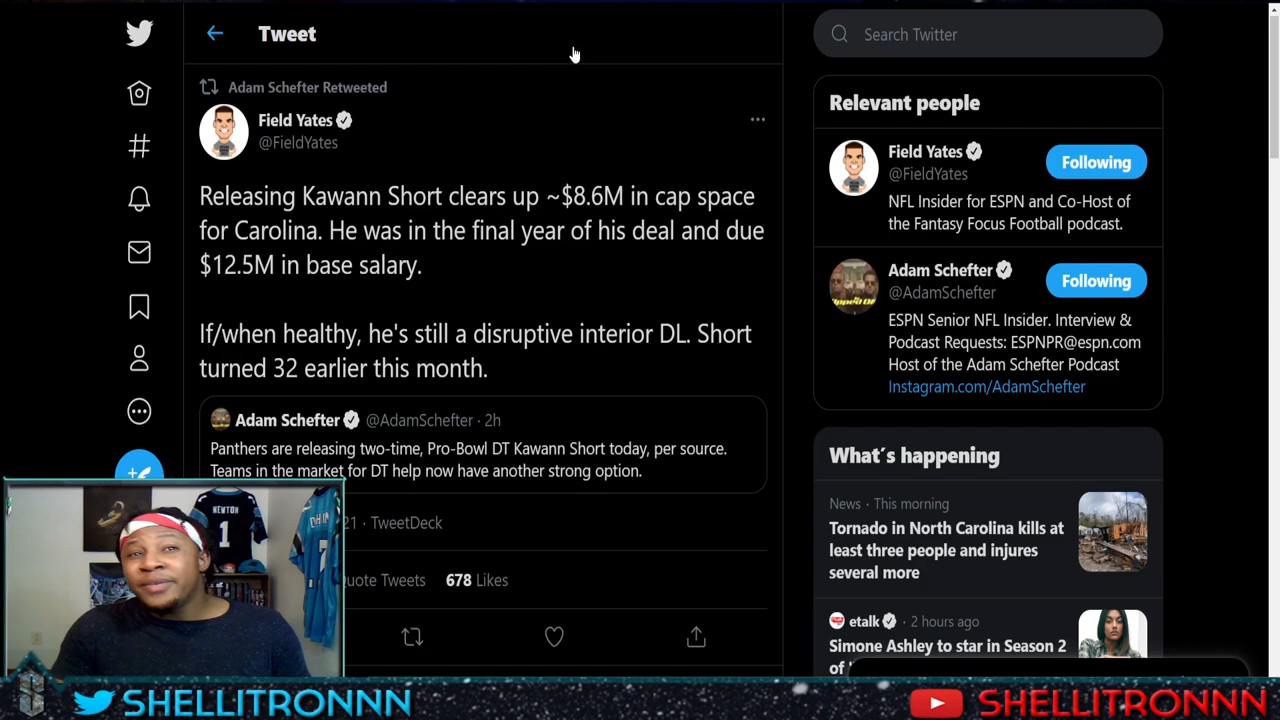 Tweet
Adam Schefter Retweeted
Field Yates
@FieldYates
Releasing Kawann Short clears up ~$8.6M in cap space
for Carolina. He was in the final year of his deal and due
$12.5M in base salary.
If/when healthy, he's still a disruptive interior DL. Short
turned 32 earlier this month.
Adam Schefter @AdamSchefter · 2h
Panthers are releasing two-time, Pro-Bowl DT Kawann Short today, per source.
Teams in the market for DT help now have another strong option.
21 · TweetDeck
Quote Tweets 678 Likes
Search Twitter
Relevant people
Field Yates
@FieldYates
Following
NFL Insider for ESPN and Co-Host of
the Fantasy Focus Football podcast.
Adam Schefter
@AdamSchefter
Following
ESPN Senior NFL Insider. Interview &
Podcast Requests: ESPNPR@espn.com
Host of the Adam Schefter Podcast
Instagram.com/AdamSchefter
What's happening
News · This morning
Tornado in North Carolina kills at
least three people and injures
several more
etalk · 2 hours ago
Simone Ashley to star in Season 2
NEWTON
1
SHELLITRONNN
SHELLITRONNN